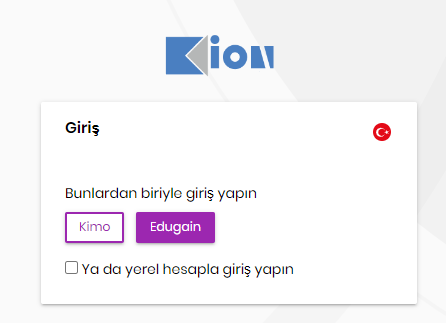 Kion
Giriş
Bunlardan biriyle giriş yapın
Kimo Edugain
Ya da yerel hesapla giriş yapın